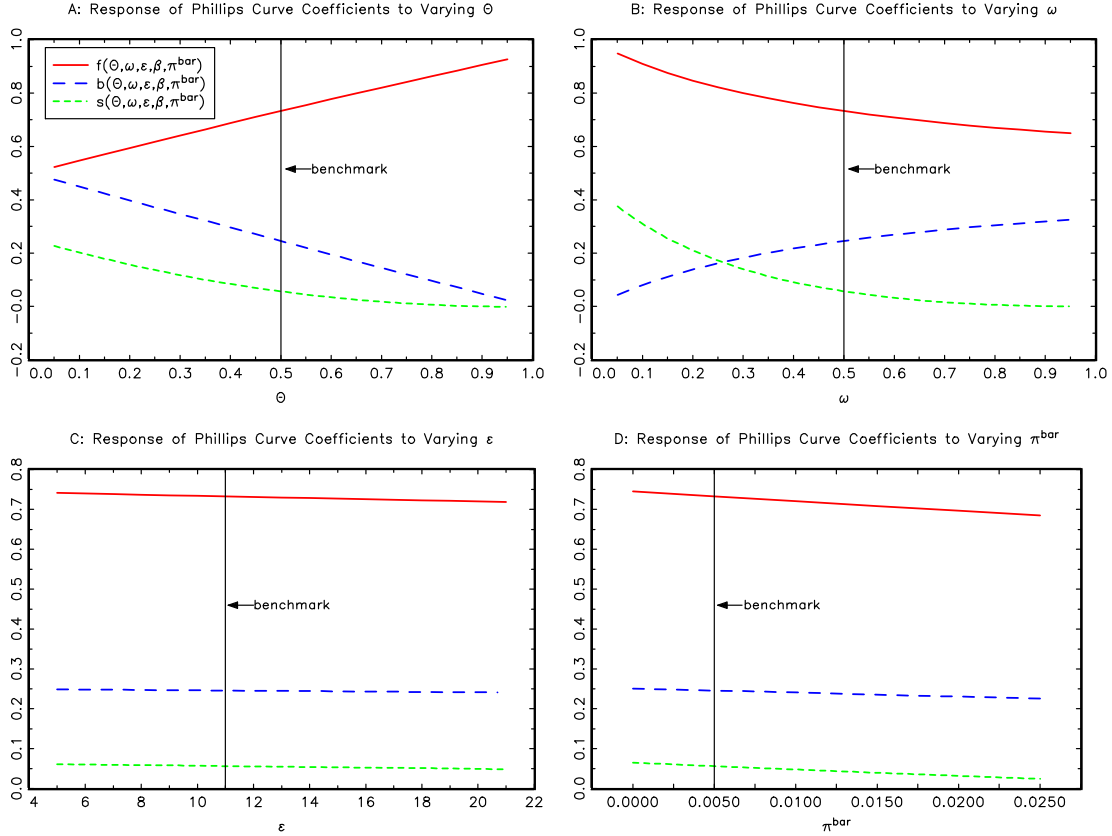 A: Response of Phillips Curve Coefficients to Varying Θ
1.0
0.8
0.6
0.4
0.2
−0.0
−0.2
f(Θ,ω,ε,β,π^bar)
b(Θ,ω,ε,β,π^bar)
s(Θ,ω,ε,β,π^bar)
benchmark
0.0 0.1 0.2 0.3 0.4 0.5 0.6 0.7 0.8 0.9 1.0
Θ
B: Response of Phillips Curve Coefficients to Varying ω
1.0
0.8
0.6
0.4
0.2
−0.0
−0.2
benchmark
0.0 0.1 0.2 0.3 0.4 0.5 0.6 0.7 0.8 0.9 1.0
ω
C: Response of Phillips Curve Coefficients to Varying ε
0.8
0.7
0.6
0.5
0.4
0.3
0.2
0.1
0.0
benchmark
4 6 8 10 12 14 16 18 20 22
ε
D: Response of Phillips Curve Coefficients to Varying π^bar
0.8
0.7
0.6
0.5
0.4
0.3
0.2
0.1
0.0
benchmark
0.0000 0.0050 0.0100 0.0150 0.0200 0.0250
π^bar